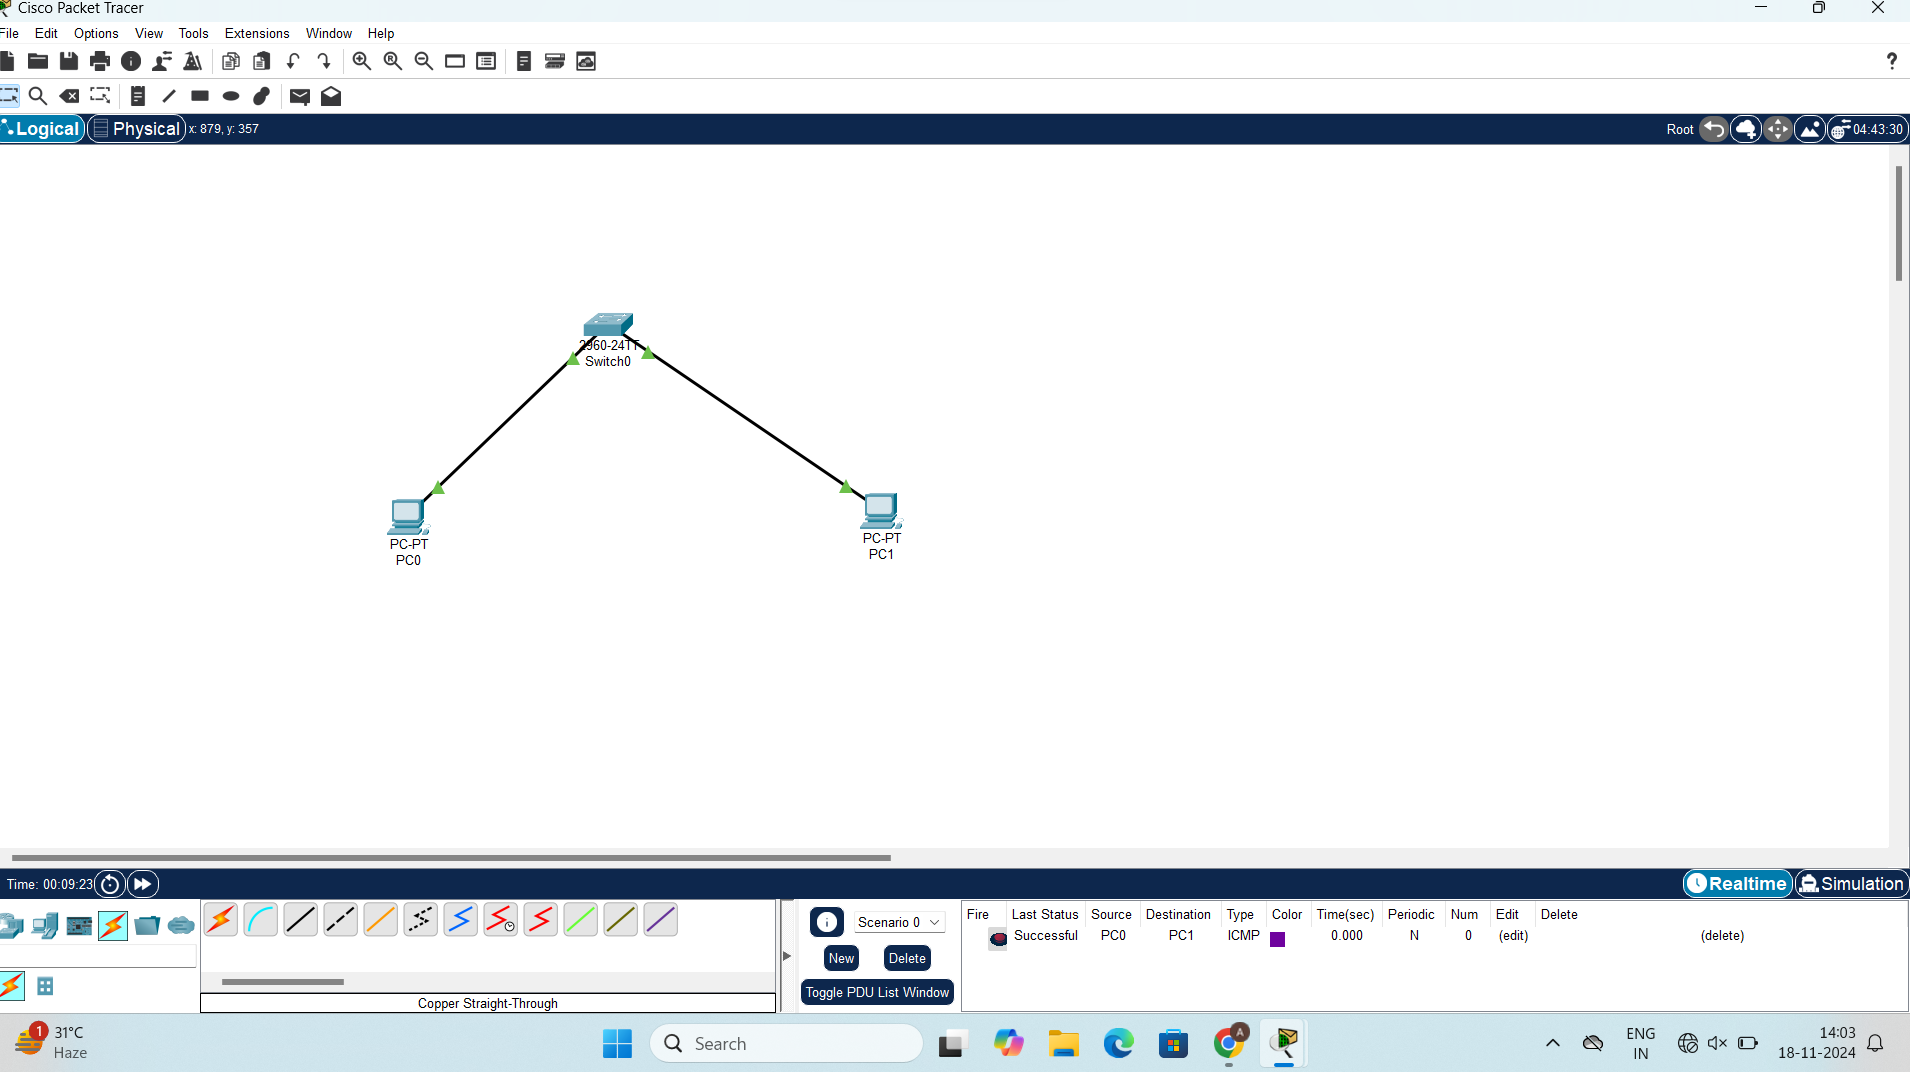 Cisco Packet Tracer
File Edit Options View Tools Extensions Window Help
Logical Physical x: 879, y: 357 Root 04:43:30
2960-24TT
Switch0
PC-PT
PC0
PC-PT
PC1
Time: 00:09:23 Realtime Simulation
Scenario 0
New Delete
Toggle PDU List Window
Copper Straight-Through
Fire Last Status Source Destination Type Color Time(sec) Periodic Num Edit Delete
Successful PC0 PC1 ICMP 0.000 N 0 (edit) (delete)
1 31°C
Haze
Search
A
ENG
IN
14:03
18-11-2024